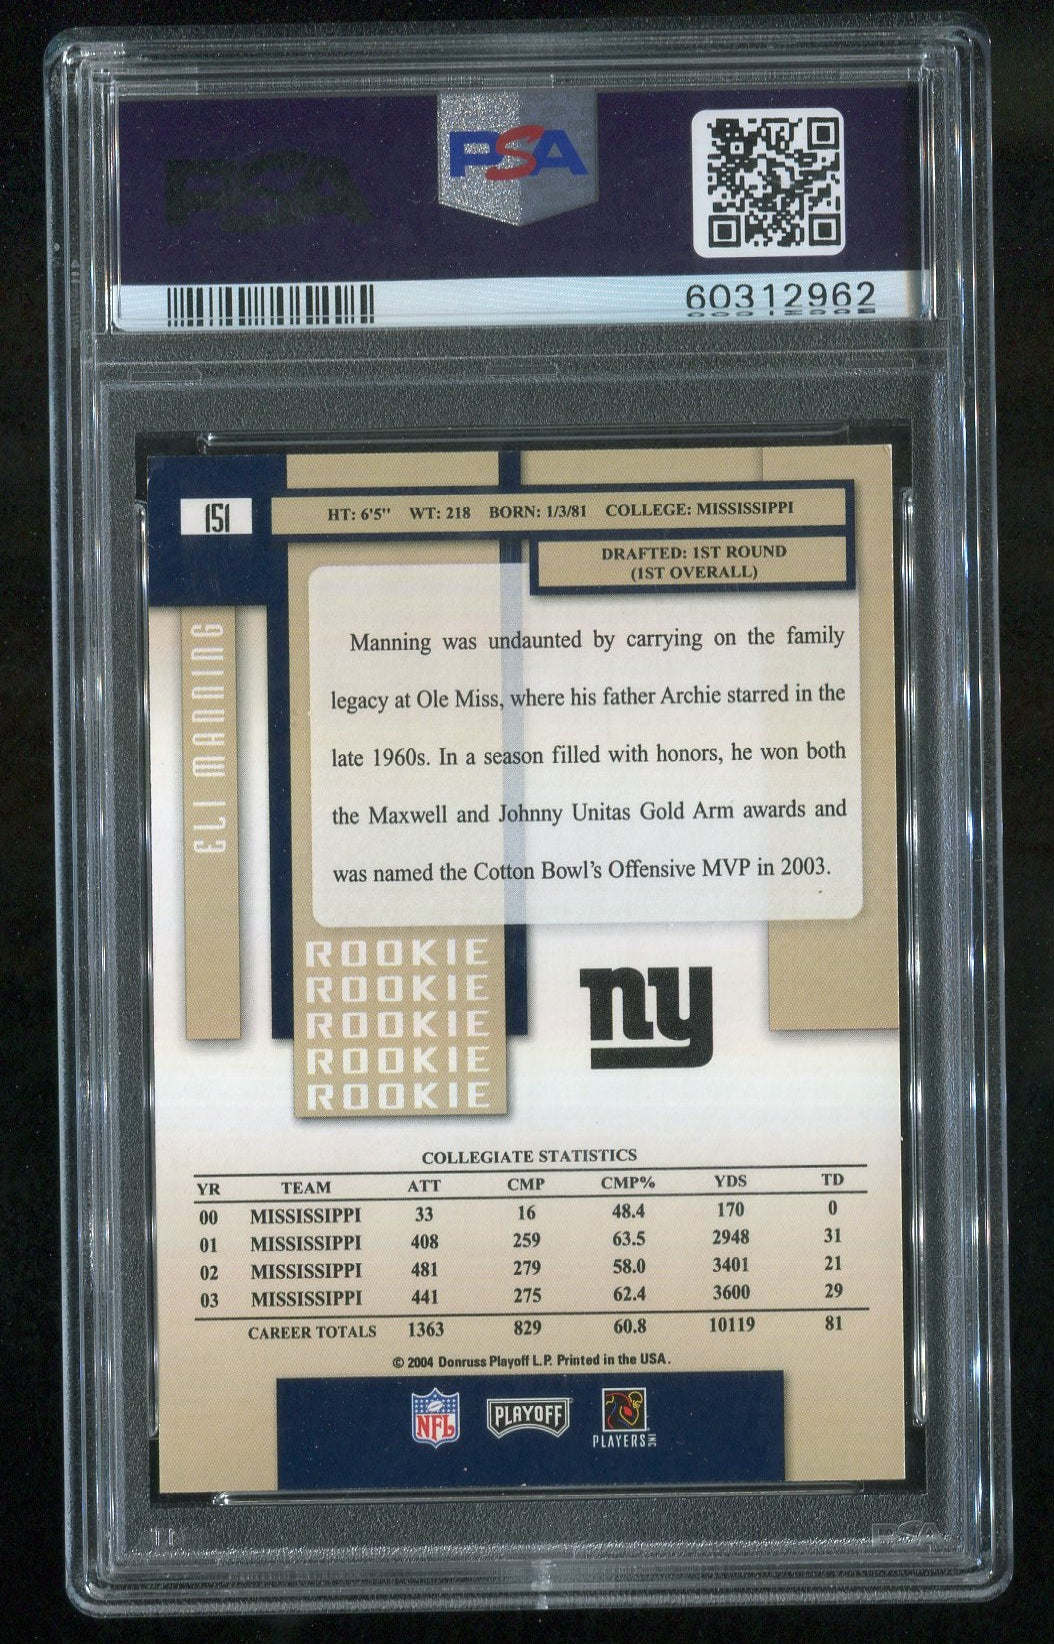 PSA
PSA
60312962
151
HT: 6'5" WT: 218 BORN: 1/3/81 COLLEGE: MISSISSIPPI
DRAFTED: 1ST ROUND
(1ST OVERALL)
ELI MANNING
Manning was undaunted by carrying on the family
legacy at Ole Miss, where his father Archie starred in the
late 1960s. In a season filled with honors, he won both
the Maxwell and Johnny Unitas Gold Arm awards and
was named the Cotton Bowl's Offensive MVP in 2003.
ROOKIE
ROOKIE
ROOKIE
ROOKIE
ROOKIE
ny
COLLEGIATE STATISTICS
YR TEAM ATT CMP CMP% YDS TD
00 MISSISSIPPI 33 16 48.4 170 0
01 MISSISSIPPI 408 259 63.5 2948 31
02 MISSISSIPPI 481 279 58.0 3401 21
03 MISSISSIPPI 441 275 62.4 3600 29
CAREER TOTALS 1363 829 60.8 10119 81
© 2004 Donruss Playoff L.P. Printed in the USA.
NFL PLAYOFF PLAYERS INC
PSA